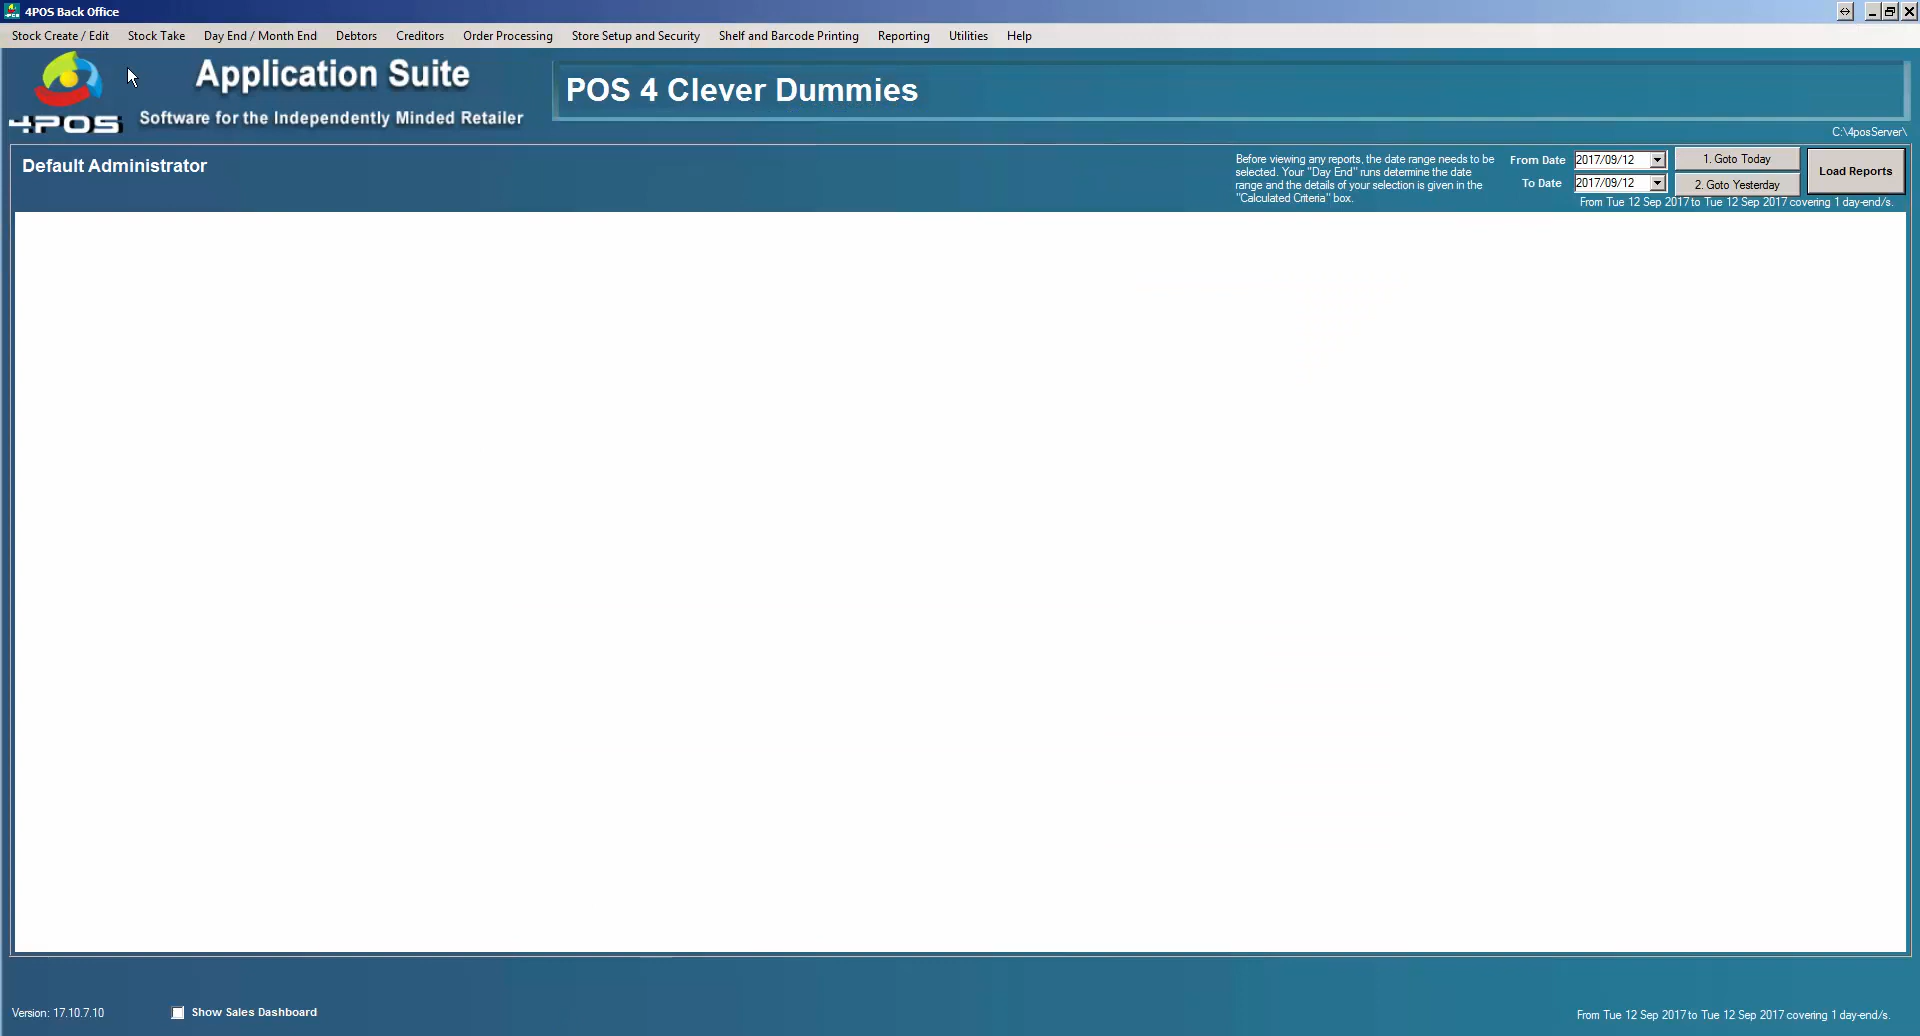 4POS Back Office
Stock Create / Edit Stock Take Day End / Month End Debtors Creditors Order Processing Store Setup and Security Shelf and Barcode Printing Reporting Utilities Help
4POS
Application Suite
Software for the Independently Minded Retailer
POS 4 Clever Dummies
C:\4posServer\
Default Administrator
Before viewing any reports, the date range needs to be
selected. Your "Day End" runs determine the date
range and the details of your selection is given in the
"Calculated Criteria" box.
From Date 2017/09/12
To Date 2017/09/12
1. Goto Today
2. Goto Yesterday
Load Reports
From Tue 12 Sep 2017 to Tue 12 Sep 2017 covering 1 day-end/s.
Version: 17.10.7.10
Show Sales Dashboard
From Tue 12 Sep 2017 to Tue 12 Sep 2017 covering 1 day-end/s.